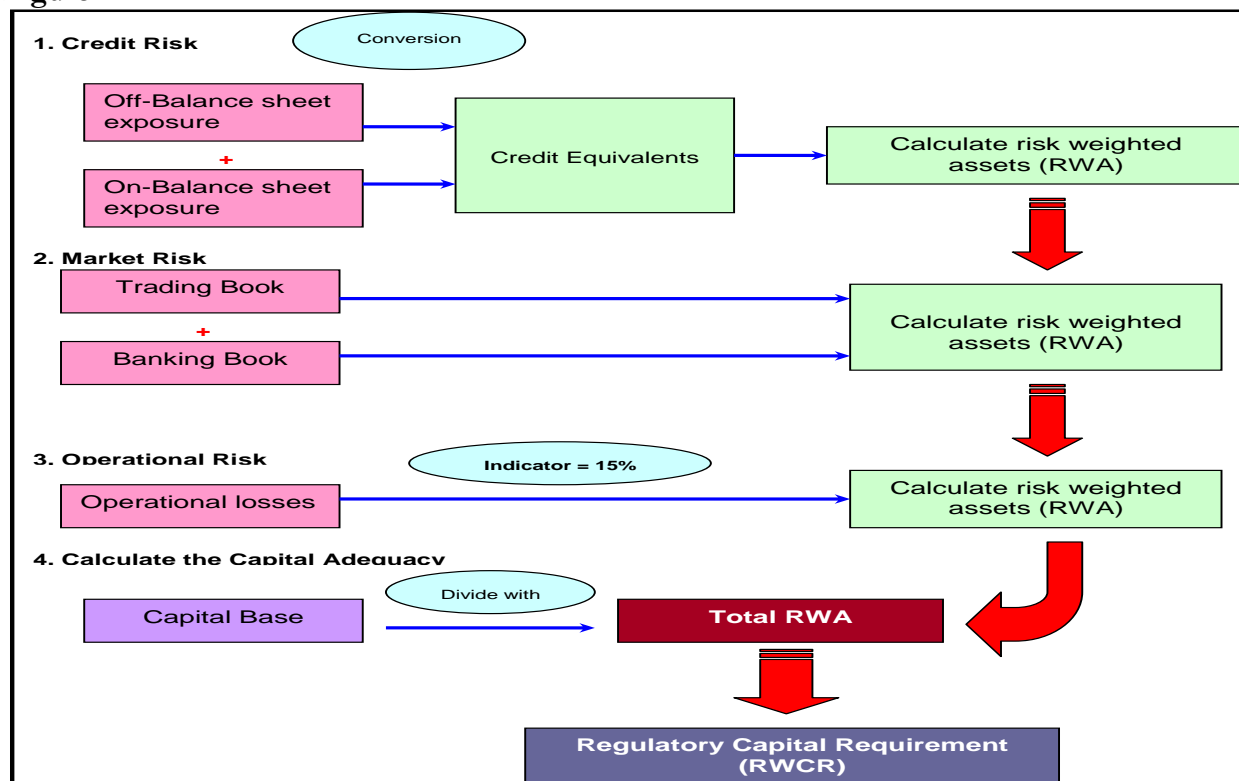 1. Credit Risk
Conversion
Off-Balance sheet
exposure
+
On-Balance sheet
exposure
Credit Equivalents
Calculate risk weighted
assets (RWA)
2. Market Risk
Trading Book
+
Banking Book
Calculate risk weighted
assets (RWA)
3. Operational Risk
Indicator = 15%
Operational losses
Calculate risk weighted
assets (RWA)
4. Calculate the Capital Adequacy
Capital Base
Divide with
Total RWA
Regulatory Capital Requirement
(RWCR)